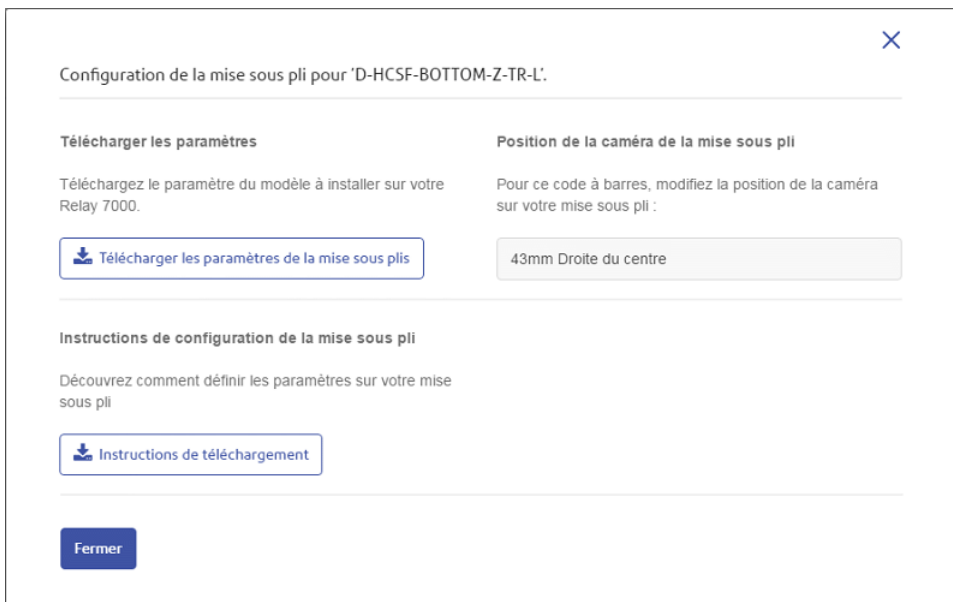 Configuration de la mise sous pli pour 'D-HCSF-BOTTOM-Z-TR-L'.
Télécharger les paramètres
Téléchargez le paramètre du modèle à installer sur votre
Relay 7000.
Télécharger les paramètres de la mise sous plis
Position de la caméra de la mise sous pli
Pour ce code à barres, modifiez la position de la caméra
sur votre mise sous pli :
43mm Droite du centre
Instructions de configuration de la mise sous pli
Découvrez comment définir les paramètres sur votre mise
sous pli
Instructions de téléchargement
Fermer